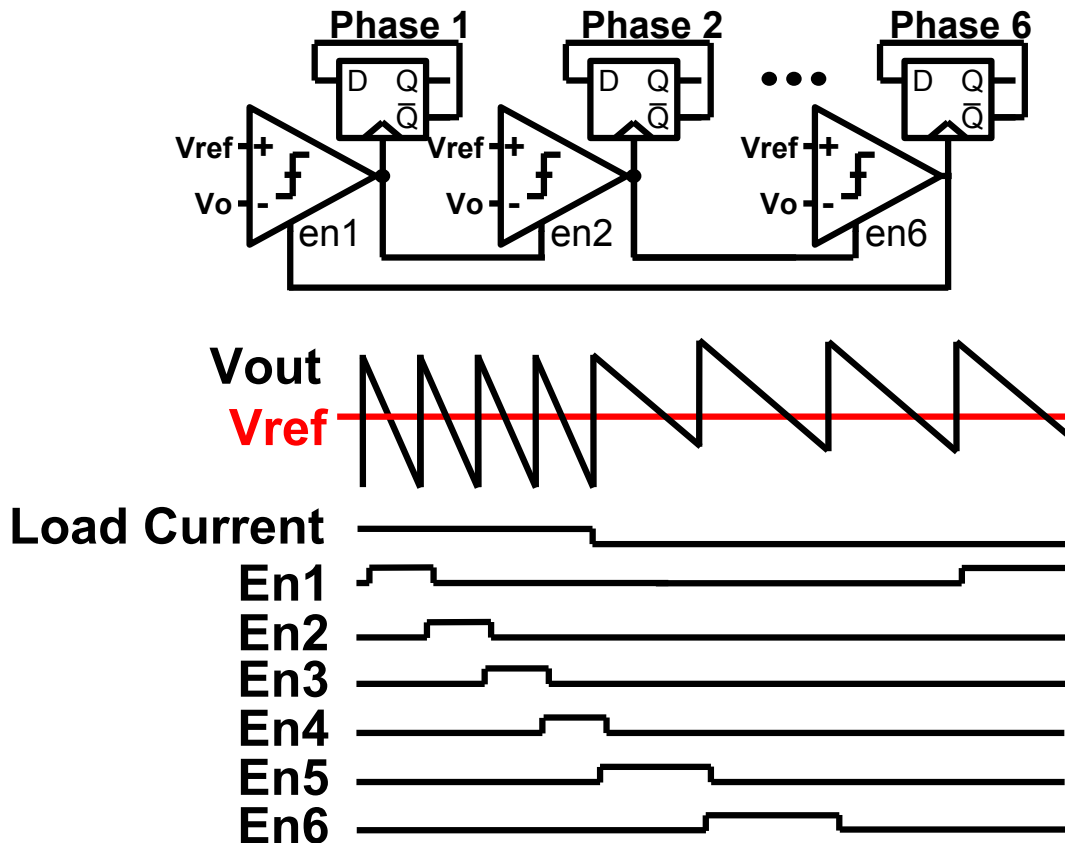 Phase 1 Phase 2 Phase 6
D Q D Q D Q
Q̅ Q̅ Q̅
Vref + Vref + Vref +
Vo - Vo - Vo -
en1 en2 en6
Vout
Vref
Load Current
En1
En2
En3
En4
En5
En6